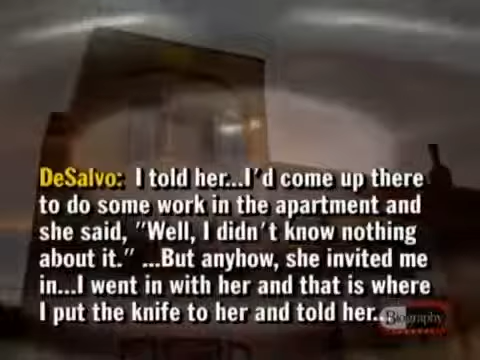 DeSalvo: I told her...I'd come up there
to do some work in the apartment and
she said, "Well, I didn't know nothing
about it." ...But anyhow, she invited me
in...I went in with her and that is where
I put the knife to her and told her...
Biography